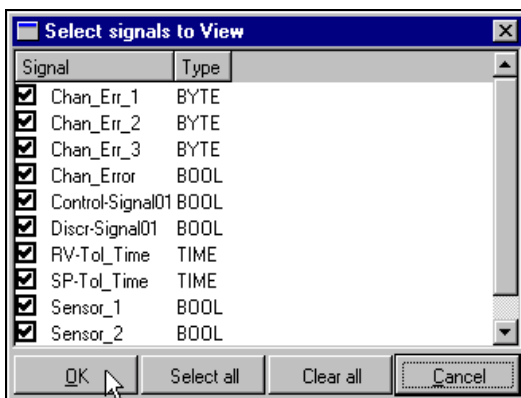 Select signals to View
Signal Type
Chan_Err_1 BYTE
Chan_Err_2 BYTE
Chan_Err_3 BYTE
Chan_Error BOOL
Control-Signal01 BOOL
Discr-Signal01 BOOL
RV-Tol_Time TIME
SP-Tol_Time TIME
Sensor_1 BOOL
Sensor_2 BOOL
OK Select all Clear all Cancel